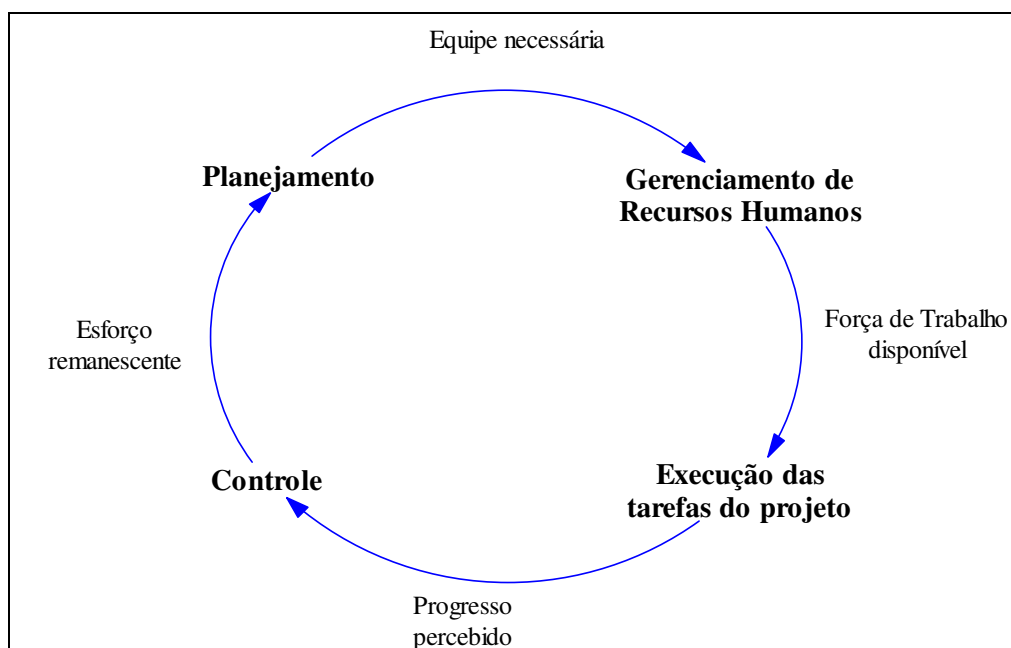 Equipe necessária
Planejamento
Gerenciamento de
Recursos Humanos
Esforço
remanescente
Força de Trabalho
disponível
Controle
Execução das
tarefas do projeto
Progresso
percebido